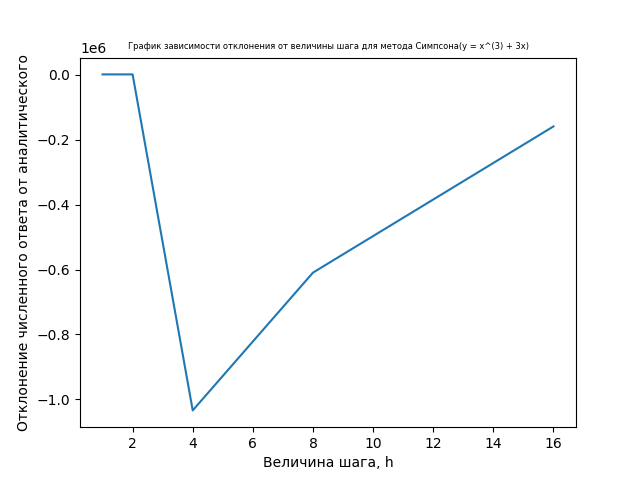 График зависимости отклонения от величины шага для метода Симпсона(y = x^(3) + 3x)
1e6
Отклонение численного ответа от аналитического
0.0
−0.2
−0.4
−0.6
−0.8
−1.0
2 4 6 8 10 12 14 16
Величина шага, h